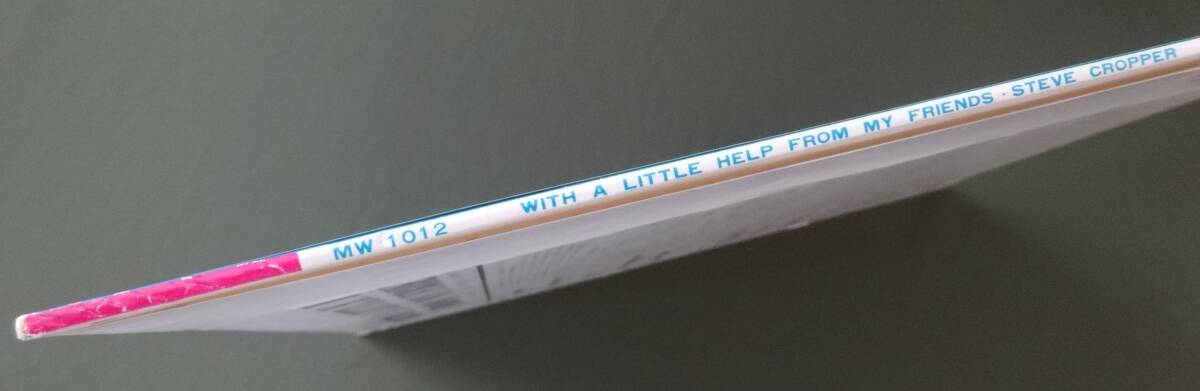 MW 1012 WITH A LITTLE HELP FROM MY FRIENDS · STEVE CROPPER